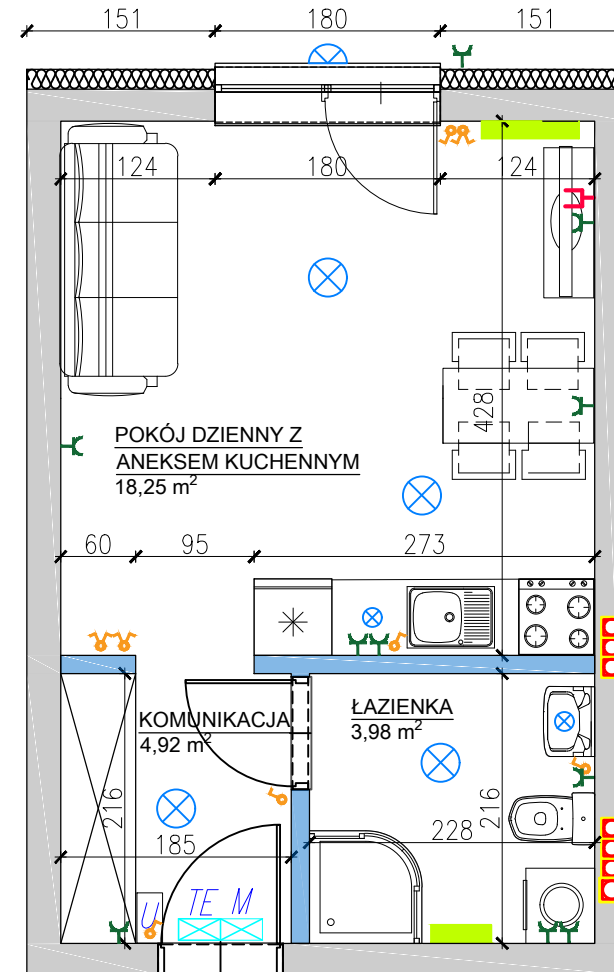 151 180 151
124 180 124
428
POKÓJ DZIENNY Z
ANEKSEM KUCHENNYM
18,25 m²
60 95 273
KOMUNIKACJA
4,92 m²
ŁAZIENKA
3,98 m²
216
216
185
228
U
TE M